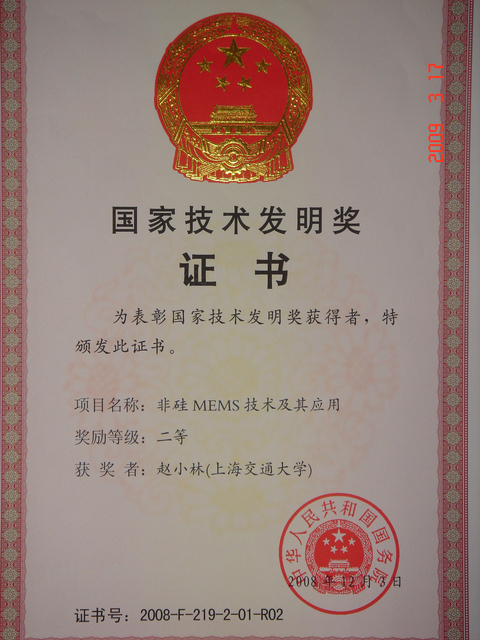 2009 3 17
国家技术发明奖
证书
为表彰国家技术发明奖获得者，特
颁发此证书。
项目名称：非硅MEMS技术及其应用
奖励等级：二等
获奖者：赵小林(上海交通大学)
中华人民共和国国务院
2008年12月3日
证书号：2008-F-219-2-01-R02